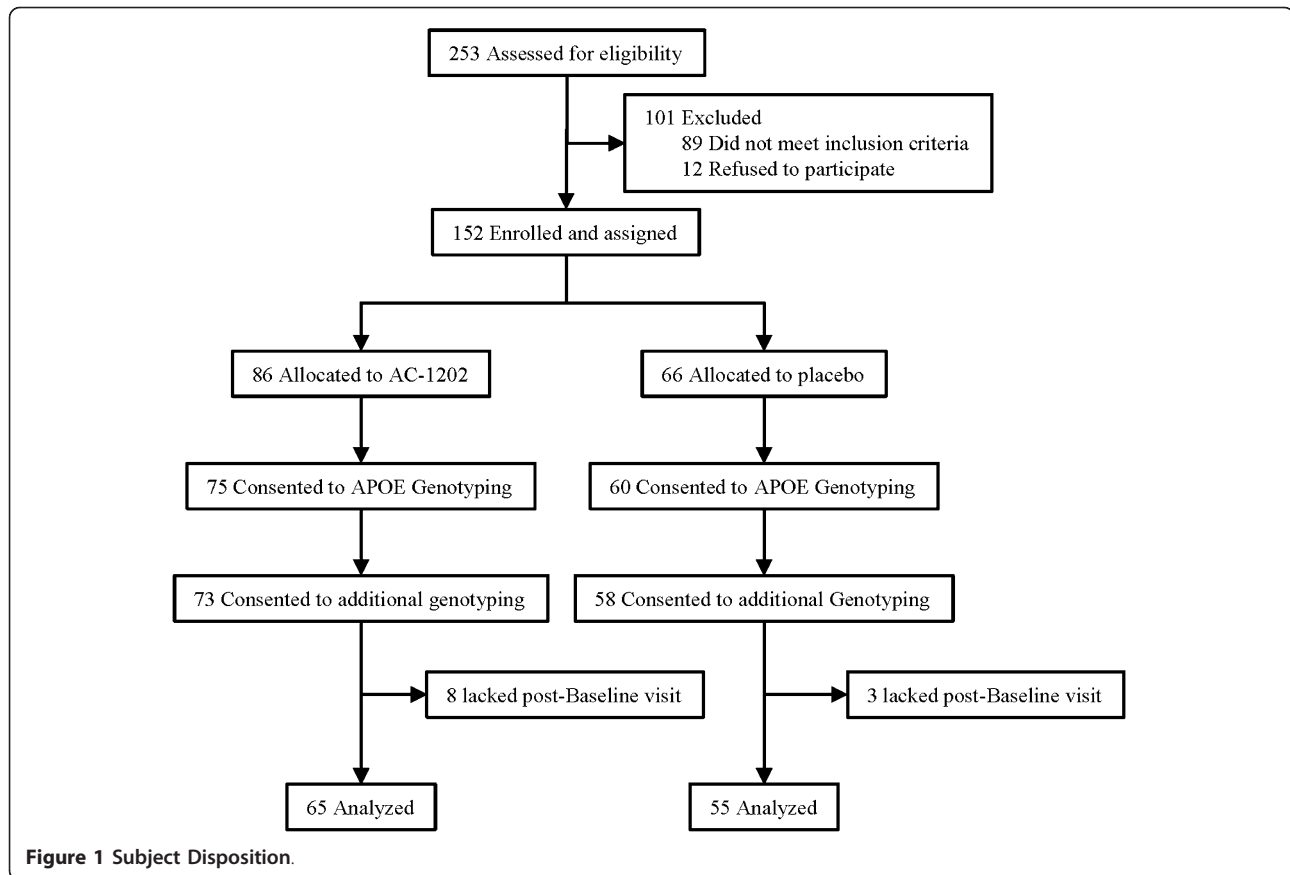 253 Assessed for eligibility
101 Excluded
89 Did not meet inclusion criteria
12 Refused to participate
152 Enrolled and assigned
86 Allocated to AC-1202
66 Allocated to placebo
75 Consented to APOE Genotyping
60 Consented to APOE Genotyping
73 Consented to additional genotyping
58 Consented to additional Genotyping
8 lacked post-Baseline visit
3 lacked post-Baseline visit
65 Analyzed
55 Analyzed
Figure 1 Subject Disposition.